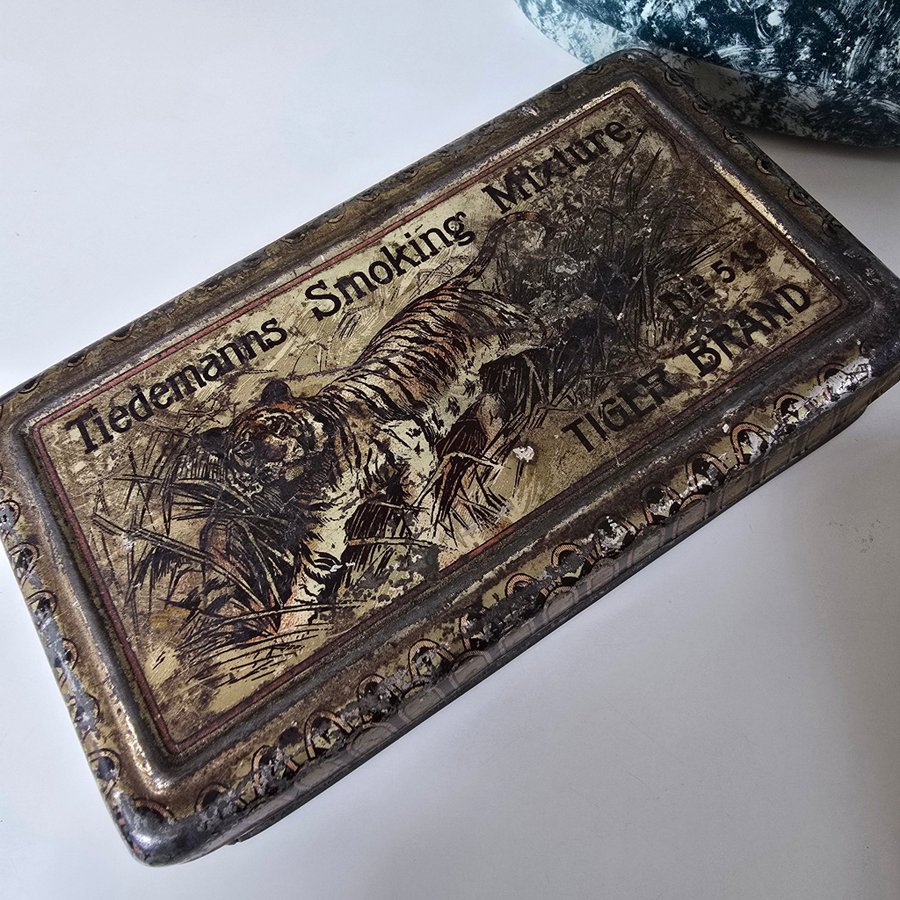 Tiedemanns Smoking Mixture
No 513
TIGER BRAND